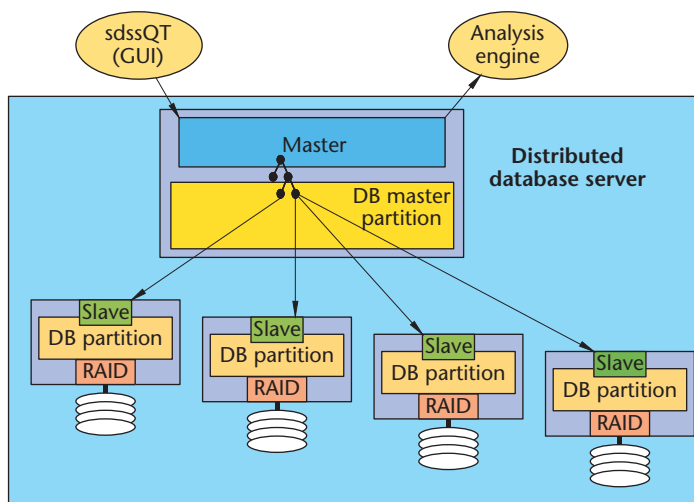 sdssQT
(GUI)
Analysis
engine
Master
Distributed
database server
DB master
partition
Slave
DB partition
RAID
Slave
DB partition
RAID
Slave
DB partition
RAID
Slave
DB partition
RAID